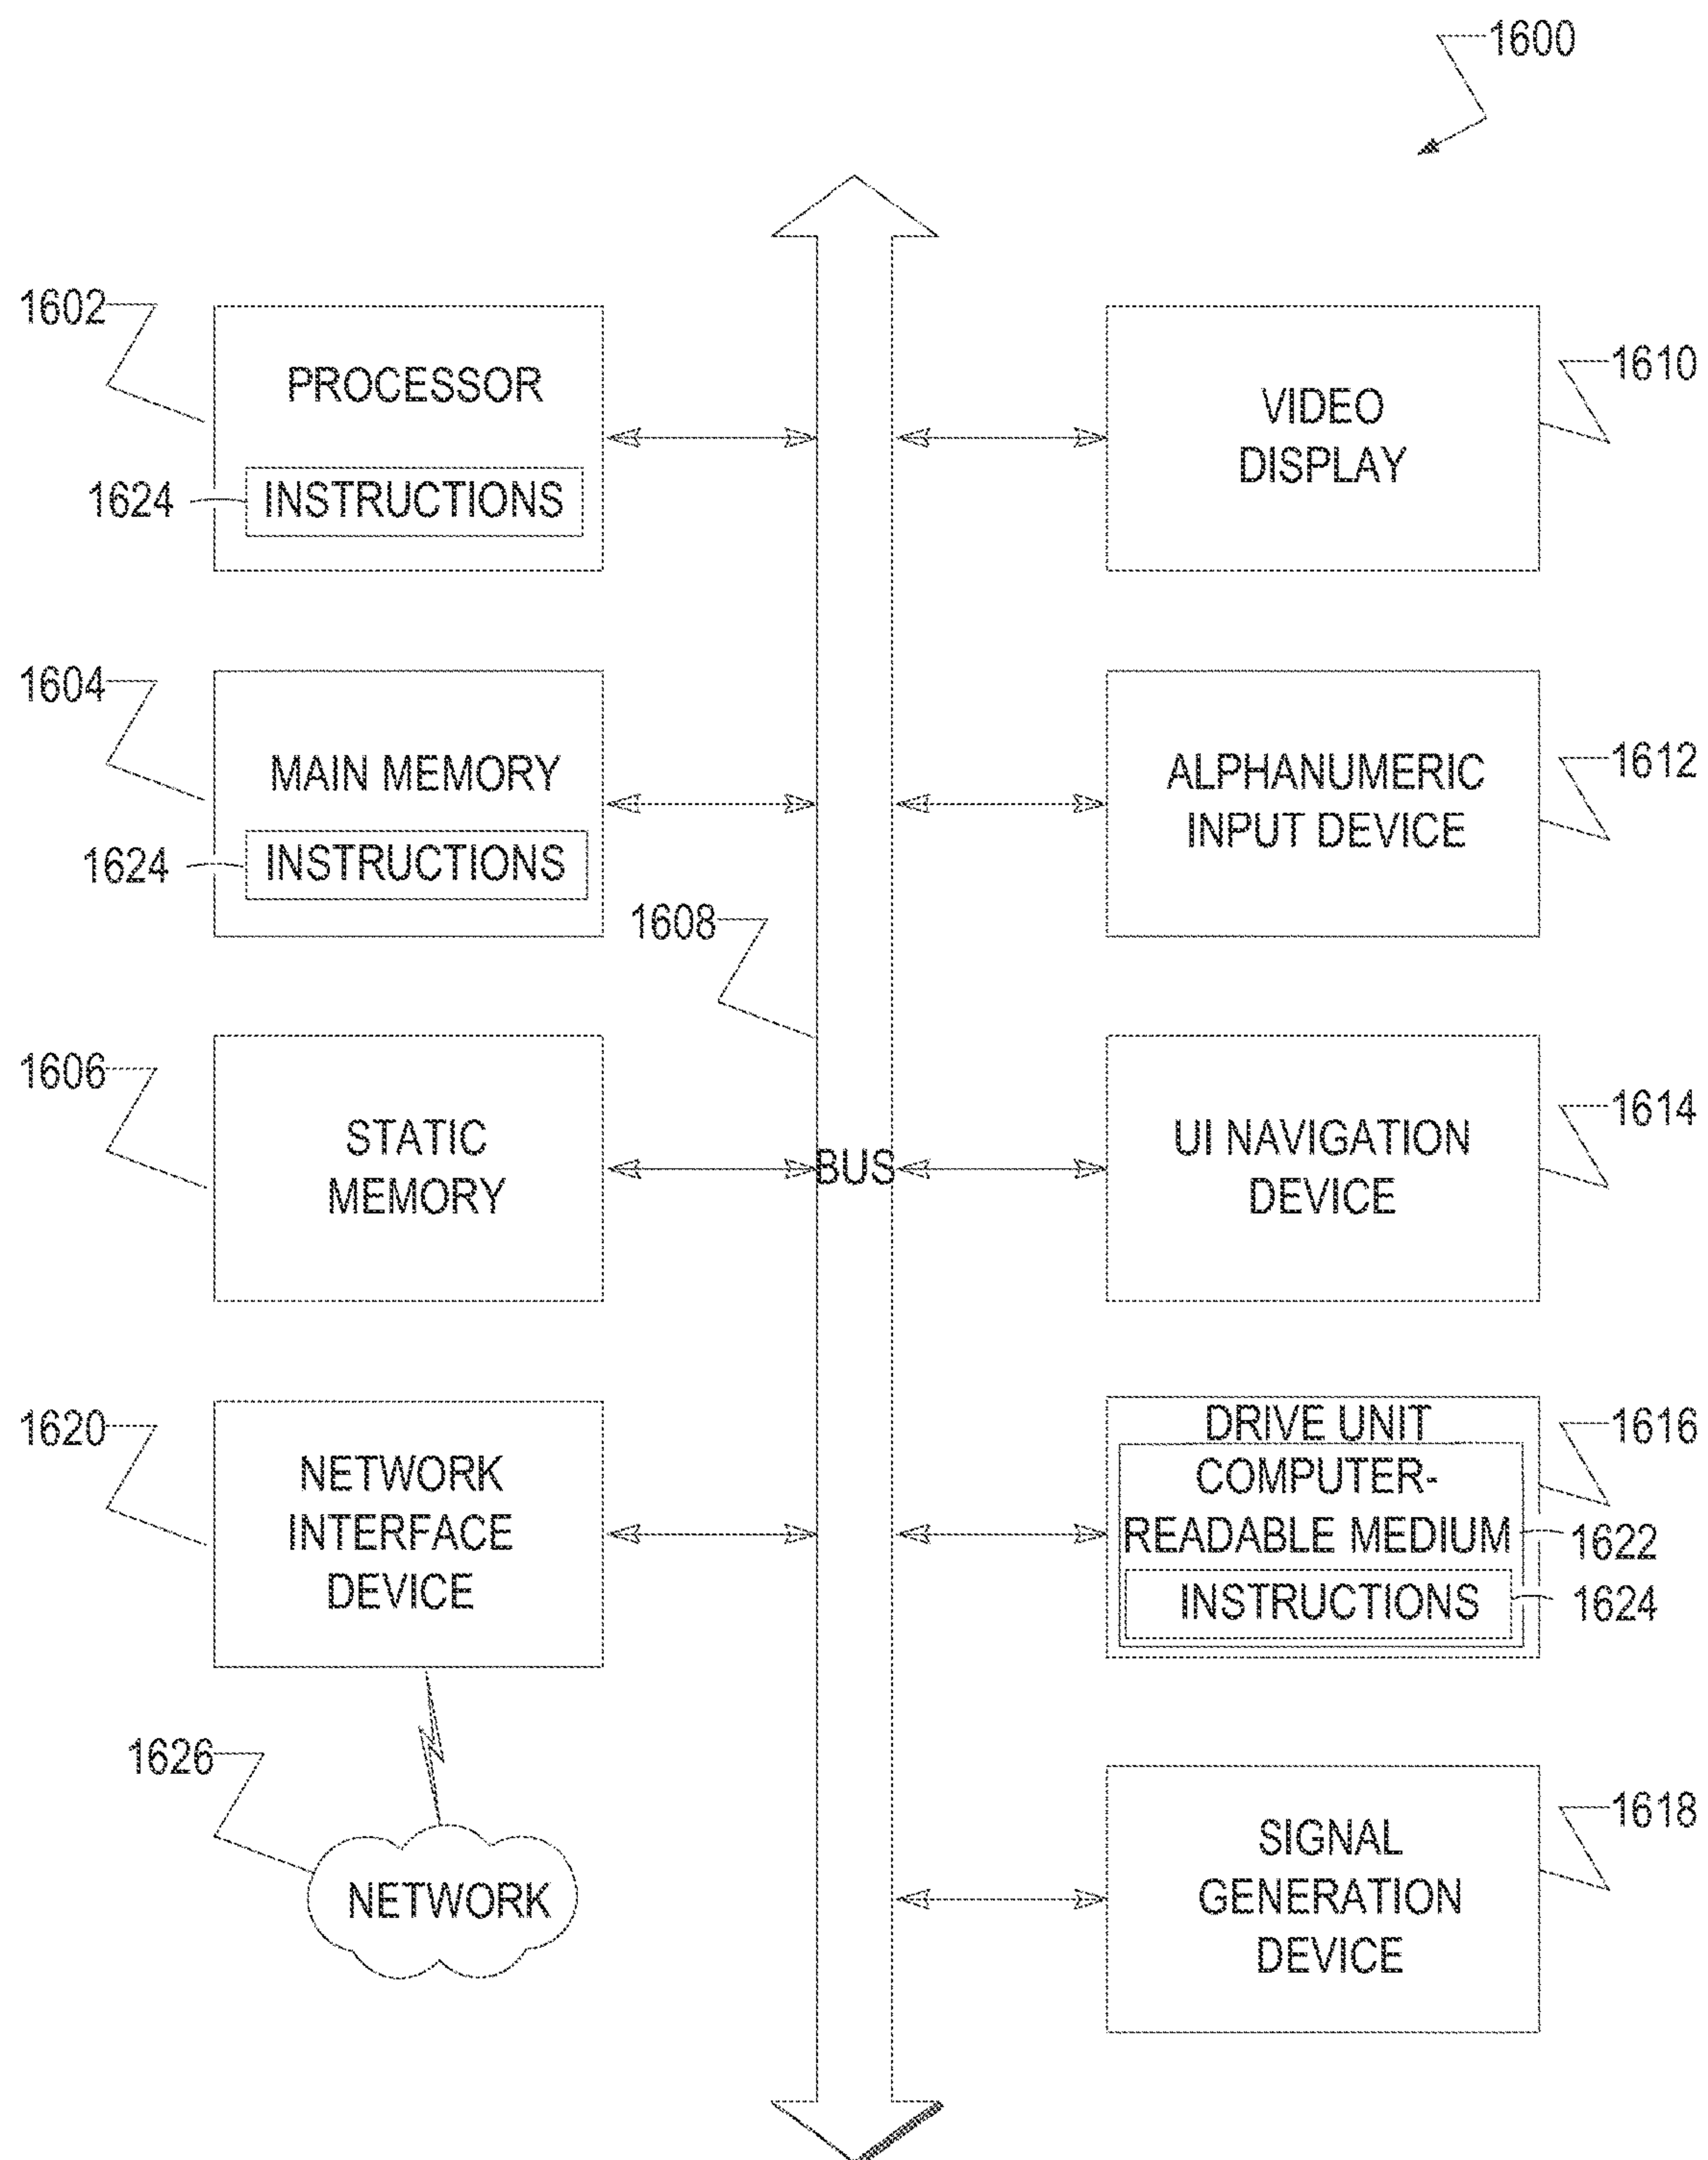 1600
1602
PROCESSOR
1624
INSTRUCTIONS
1610
VIDEO
DISPLAY
1604
MAIN MEMORY
1624
INSTRUCTIONS
1612
ALPHANUMERIC
INPUT DEVICE
1608
BUS
1606
STATIC
MEMORY
1614
UI NAVIGATION
DEVICE
1620
NETWORK
INTERFACE
DEVICE
1616
DRIVE UNIT
COMPUTER-
READABLE MEDIUM
1622
INSTRUCTIONS
1624
1626
NETWORK
1618
SIGNAL
GENERATION
DEVICE